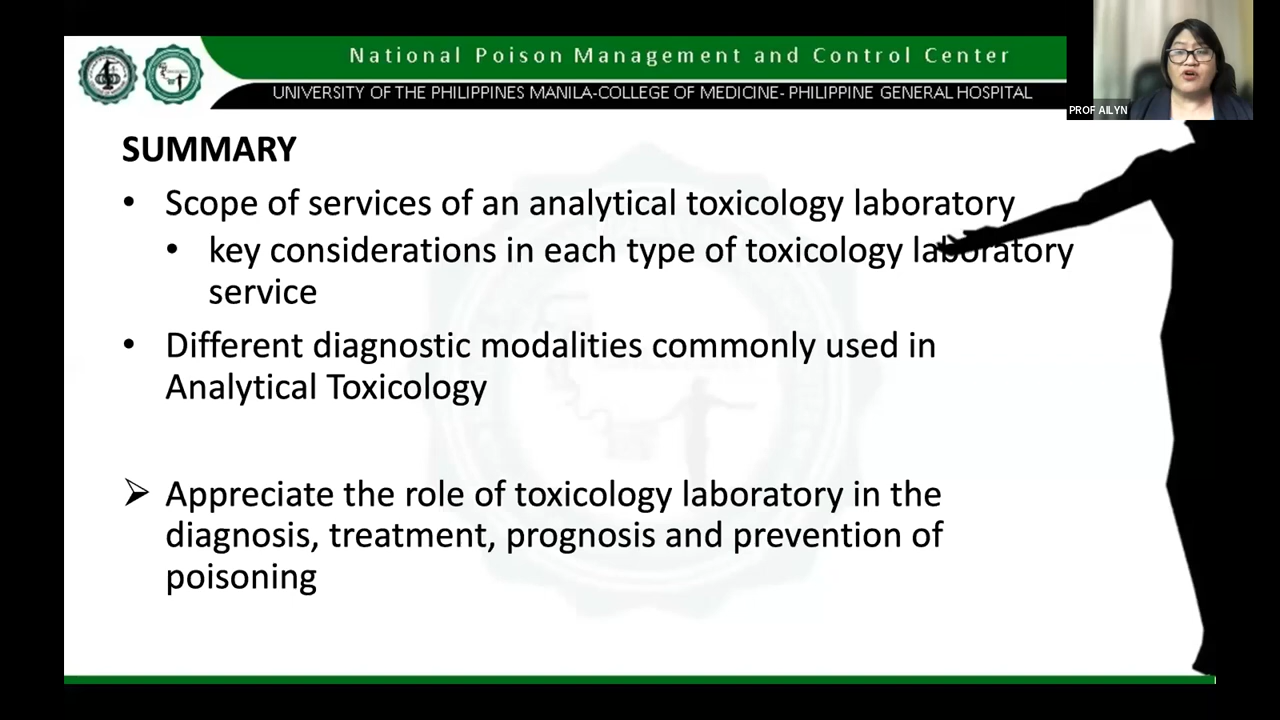 National Poison Management and Control Center
UNIVERSITY OF THE PHILIPPINES MANILA-COLLEGE OF MEDICINE- PHILIPPINE GENERAL HOSPITAL
PROF AILYN
SUMMARY
• Scope of services of an analytical toxicology laboratory
• key considerations in each type of toxicology laboratory
service
• Different diagnostic modalities commonly used in
Analytical Toxicology
➢ Appreciate the role of toxicology laboratory in the
diagnosis, treatment, prognosis and prevention of
poisoning